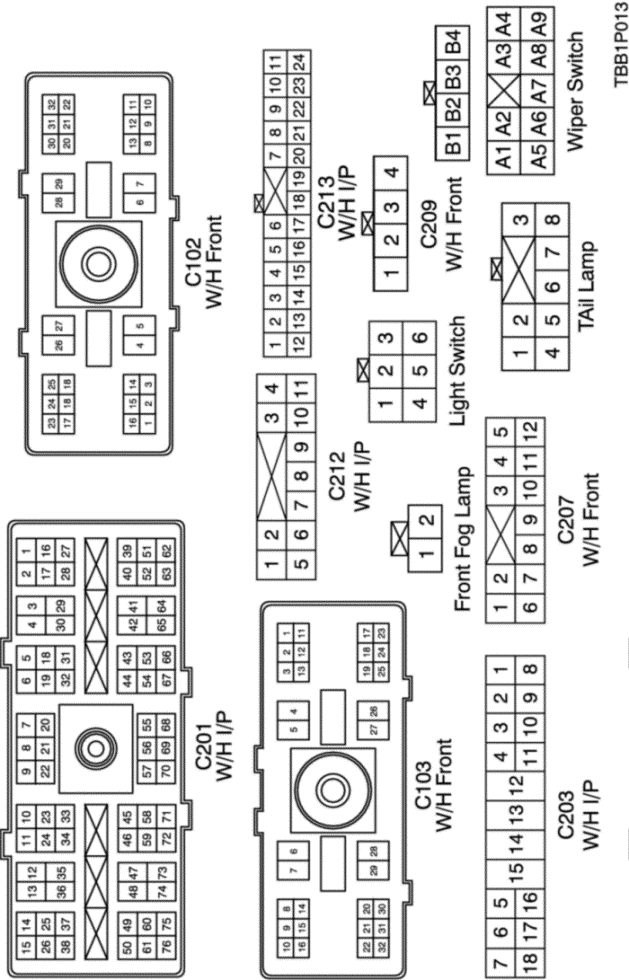 15 14 13 12 11 10 9 8 7 6 5 4 3 2 1
26 25 24 23 22 21 20 19 18 17 16
38 37 36 35 34 33 32 31 30 29 28 27
50 49 48 47 46 45 44 43 42 41 40 39
61 60 59 58 57 56 55 54 53 52 51
76 75 74 73 72 71 70 69 68 67 66 65 64 63 62
C201
W/H I/P
23 24 25 26 27 28 29 30 31 32
17 18 18 20 21 22
16 15 14 4 5 6 7 13 12 11
1 2 3 8 9 10
C102
W/H Front
10 9 8 7 6 5 4 3 2 1
16 15 14 13 12 11
22 21 20 29 28 27 26 19 18 17
32 31 30 25 24 23
C103
W/H Front
1 2 3 4
5 6 7 8 9 10 11
C212
W/H I/P
1 2 3 4 5 6 7 8 9 10 11
12 13 14 15 16 17 18 19 20 21 22 23 24
C213
W/H I/P
1 2
Front Fog Lamp
1 2 3
4 5 6
Light Switch
1 2 3 4
C209
W/H Front
7 6 5 15 14 13 12 4 3 2 1
18 17 16 11 10 9 8
C203
W/H I/P
1 2 3 4 5
6 7 8 9 10 11 12
C207
W/H Front
1 2 3
4 5 6 7 8
TAil Lamp
B1 B2 B3 B4
A1 A2 A3 A4
A5 A6 A7 A8 A9
Wiper Switch
TBB1P013